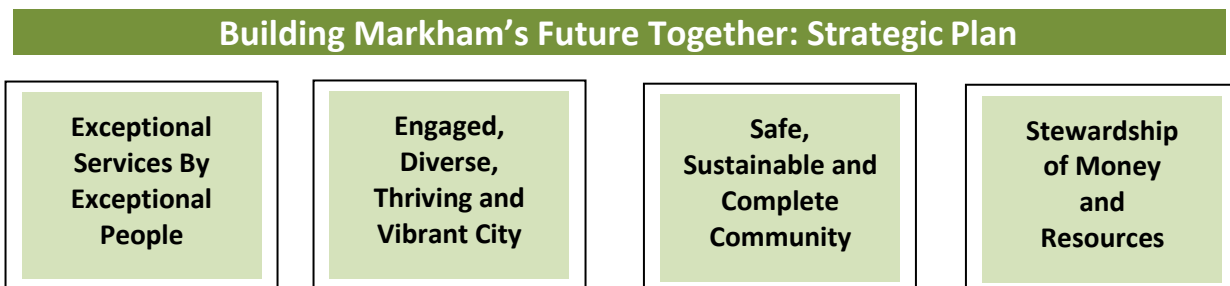 Building Markham’s Future Together: Strategic Plan
Exceptional
Services By
Exceptional
People
Engaged,
Diverse,
Thriving and
Vibrant City
Safe,
Sustainable and
Complete
Community
Stewardship
of Money
and
Resources